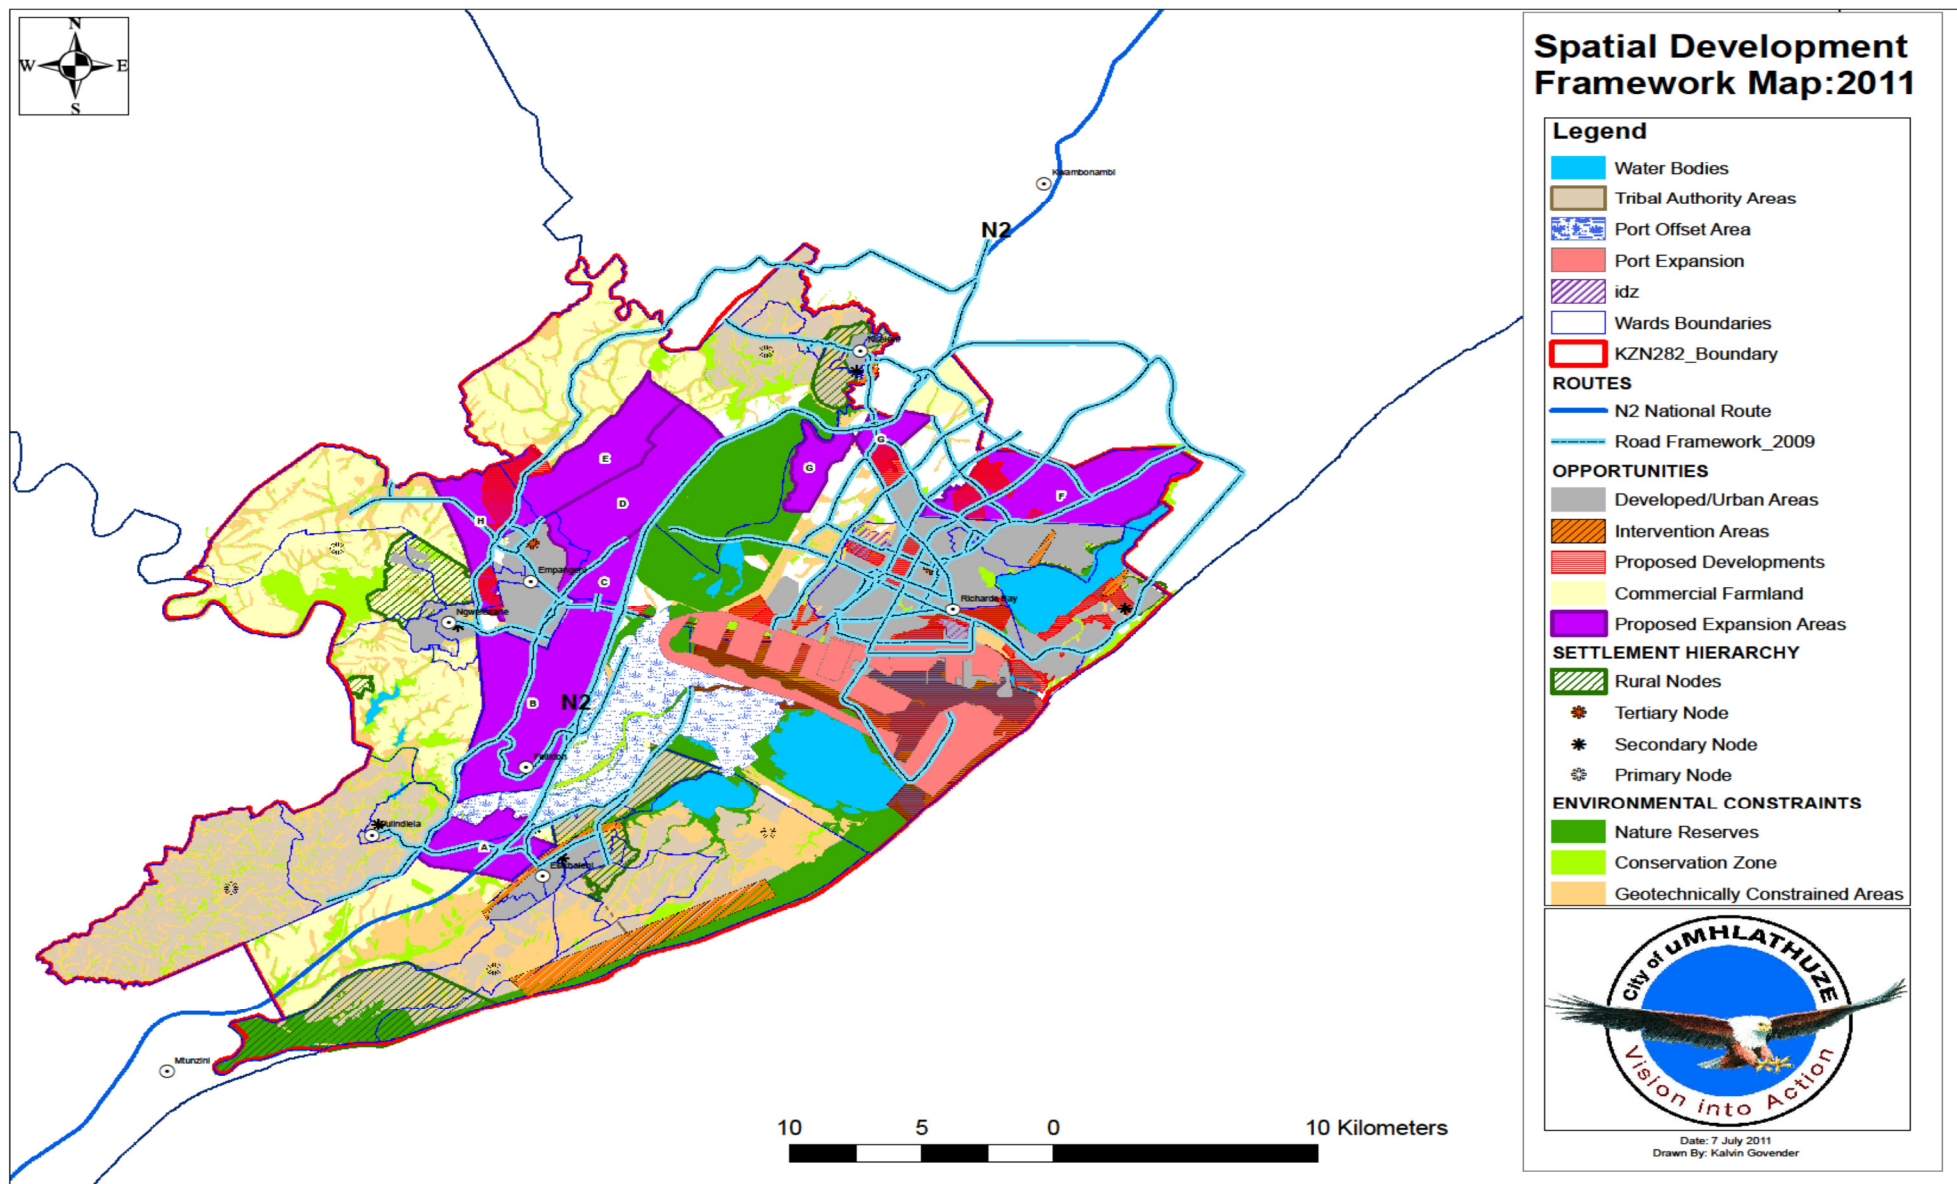 N
W E
S
Spatial Development
Framework Map:2011
Legend
Water Bodies
Tribal Authority Areas
Port Offset Area
Port Expansion
idz
Wards Boundaries
KZN282_Boundary
ROUTES
N2 National Route
Road Framework_2009
OPPORTUNITIES
Developed/Urban Areas
Intervention Areas
Proposed Developments
Commercial Farmland
Proposed Expansion Areas
SETTLEMENT HIERARCHY
Rural Nodes
Tertiary Node
Secondary Node
Primary Node
ENVIRONMENTAL CONSTRAINTS
Nature Reserves
Conservation Zone
Geotechnically Constrained Areas
City of uMHLATHUZE
Vision into Action
Date: 7 July 2011
Drawn By: Kalvin Govender
Kwambonambi
N2
G
E
G
D
F
H
Empangeni
C
Richards Bay
Ngwelezane
B
N2
Felixton
A
Mtunzini
10 5 0 10 Kilometers